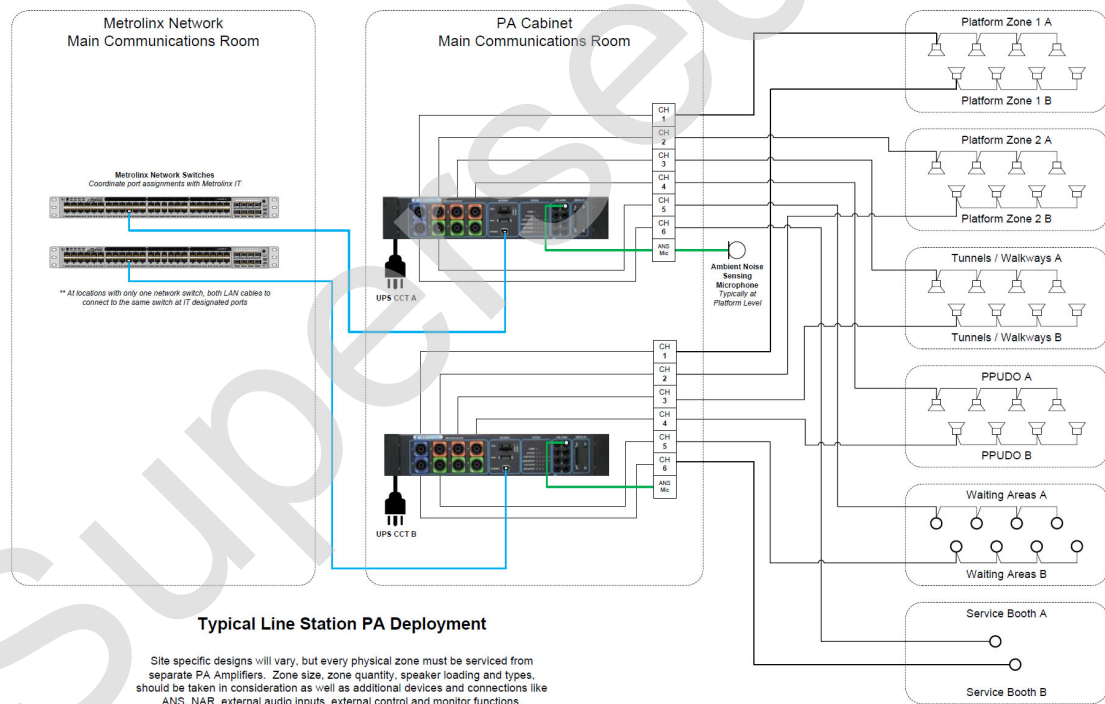 Metrolinx Network
Main Communications Room
Metrolinx Network Switches
Coordinate port assignments with Metrolinx IT
** At locations with only one network switch, both LAN cables to
connect to the same switch at IT designated ports
PA Cabinet
Main Communications Room
UPS CCT A
CH
1
CH
2
CH
3
CH
4
CH
5
CH
6
ANS
Mic
Ambient Noise
Sensing
Microphone
Typically at
Platform Level
UPS CCT B
CH
1
CH
2
CH
3
CH
4
CH
5
CH
6
ANS
Mic
Platform Zone 1 A
Platform Zone 1 B
Platform Zone 2 A
Platform Zone 2 B
Tunnels / Walkways A
Tunnels / Walkways B
PPUDO A
PPUDO B
Waiting Areas A
Waiting Areas B
Service Booth A
Service Booth B
Typical Line Station PA Deployment
Site specific designs will vary, but every physical zone must be serviced from
separate PA Amplifiers. Zone size, zone quantity, speaker loading and types,
should be taken in consideration as well as additional devices and connections like
ANS, NAR, external audio inputs, external control and monitor functions
Supersed